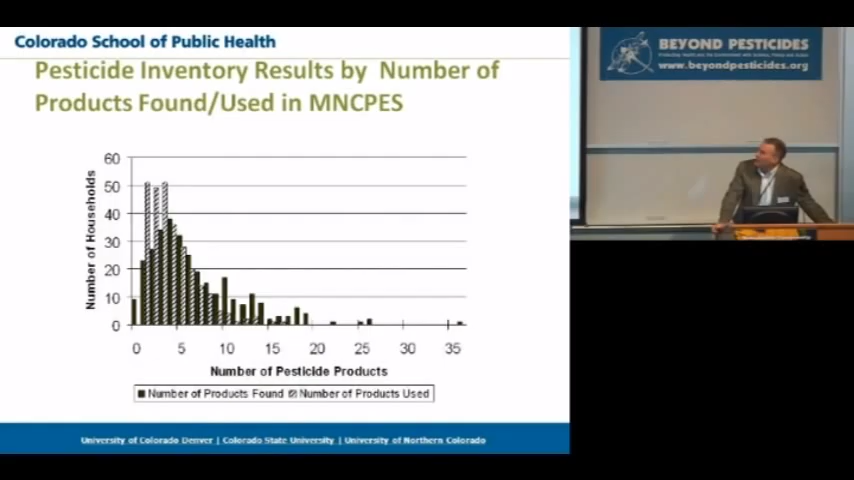 Colorado School of Public Health
Pesticide Inventory Results by Number of
Products Found/Used in MNCPES
60
50
40
30
20
10
0
Number of Households
0 5 10 15 20 25 30 35
Number of Pesticide Products
Number of Products Found Number of Products Used
University of Colorado Denver | Colorado State University | University of Northern Colorado
BEYOND PESTICIDES
www.beyondpesticides.org